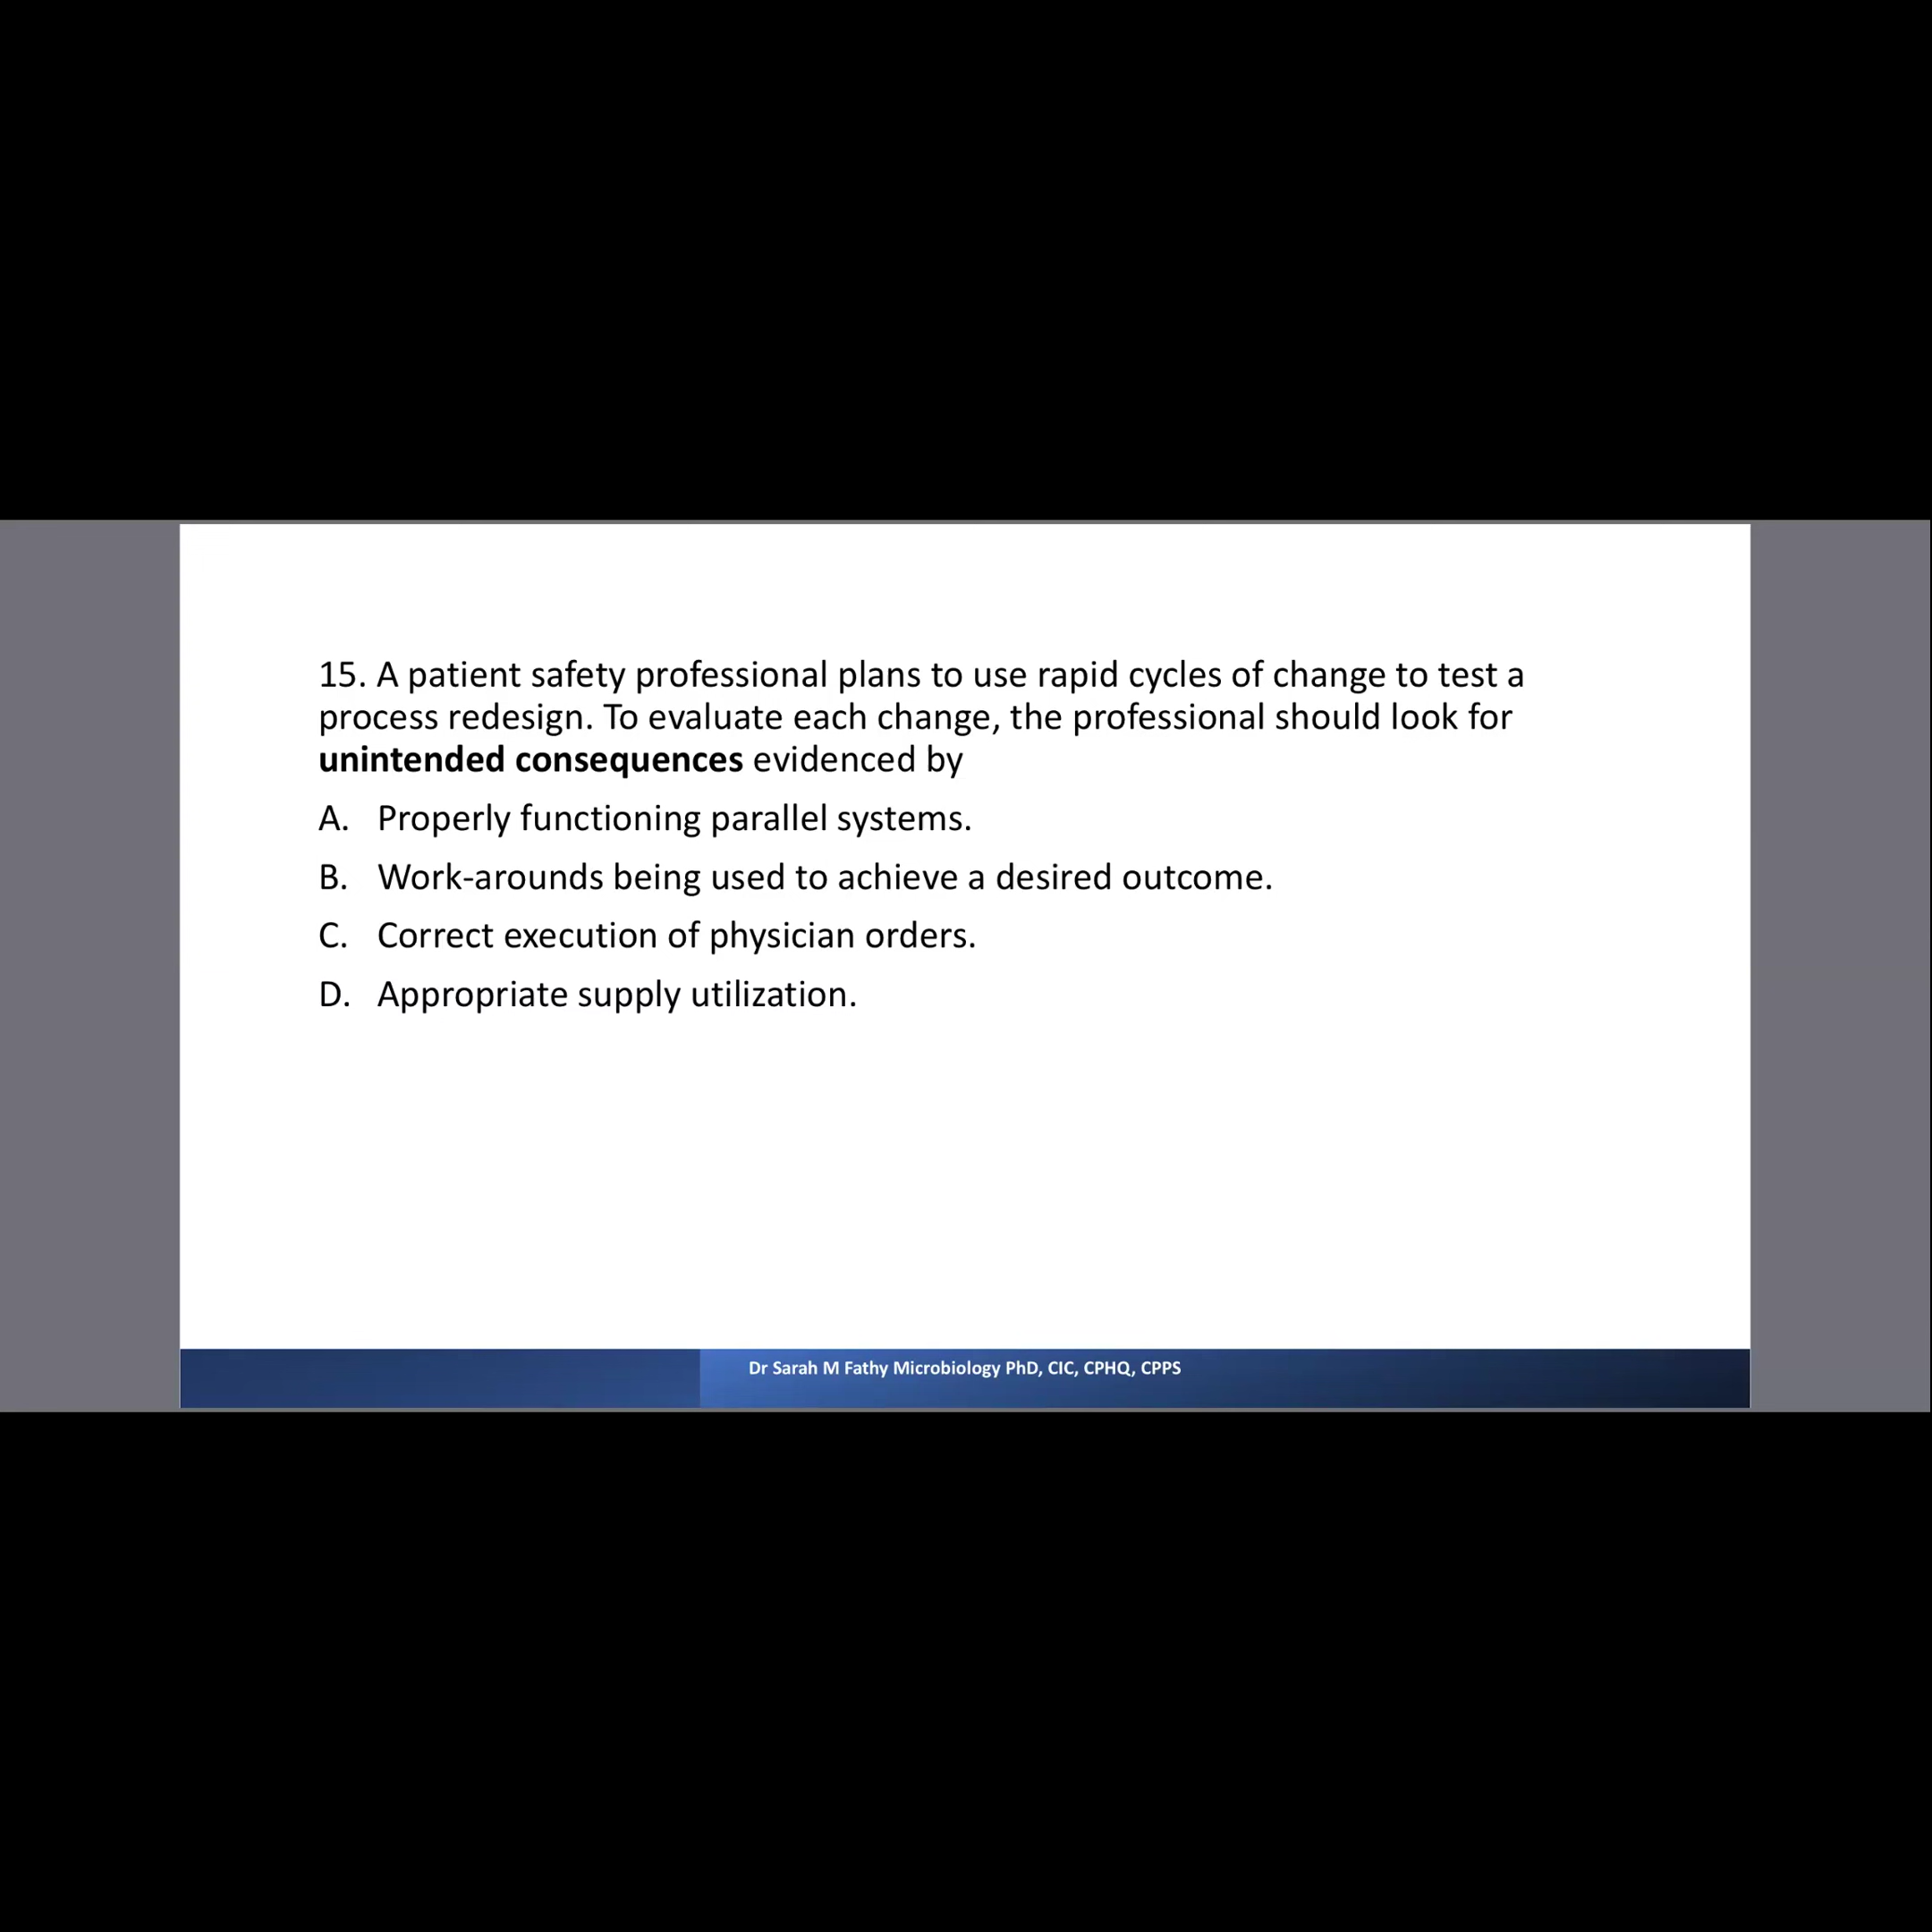 15. A patient safety professional plans to use rapid cycles of change to test a
process redesign. To evaluate each change, the professional should look for
unintended consequences evidenced by
A. Properly functioning parallel systems.
B. Work-arounds being used to achieve a desired outcome.
C. Correct execution of physician orders.
D. Appropriate supply utilization.
Dr Sarah M Fathy Microbiology PhD, CIC, CPHQ, CPPS